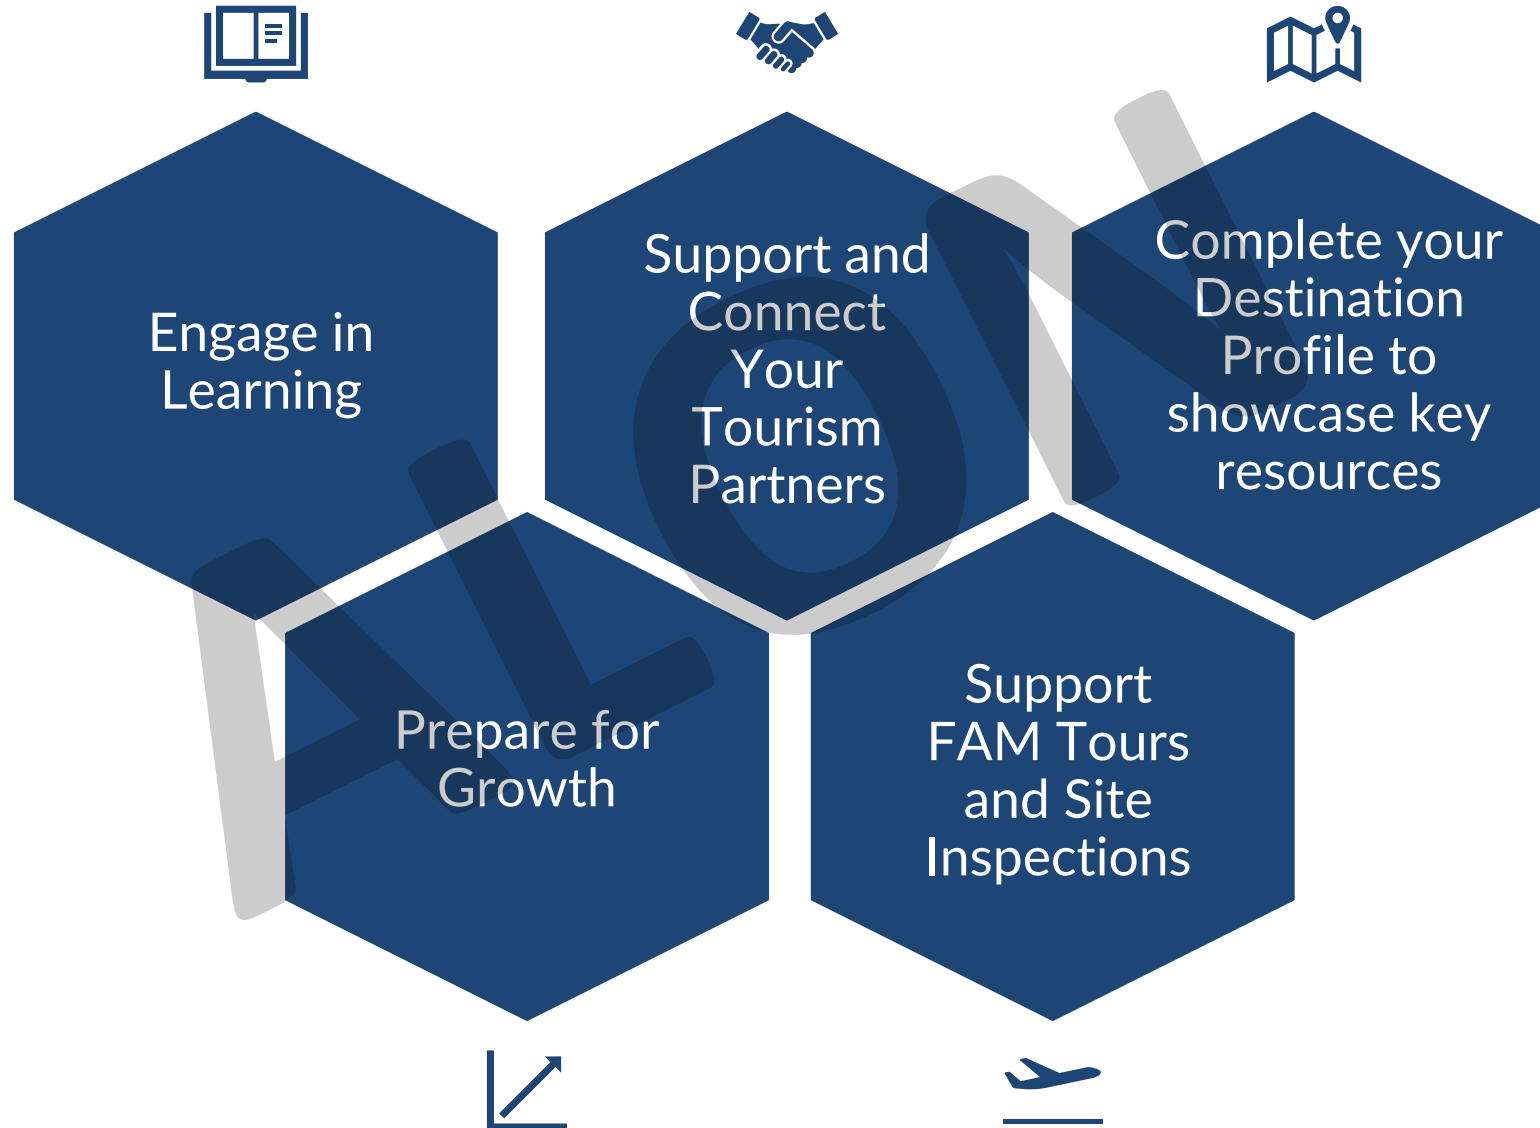 Engage in
Learning
Support and
Connect
Your
Tourism
Partners
Complete your
Destination
Profile to
showcase key
resources
Prepare for
Growth
Support
FAM Tours
and Site
Inspections
ALON